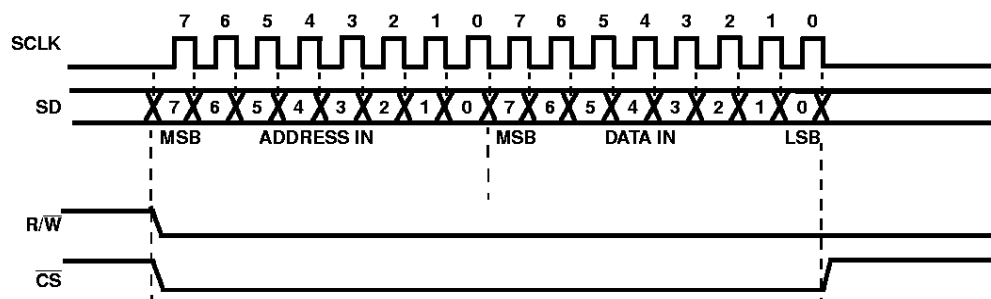 7 6 5 4 3 2 1 0 7 6 5 4 3 2 1 0
SCLK
SD 7 6 5 4 3 2 1 0 7 6 5 4 3 2 1 0
MSB ADDRESS IN MSB DATA IN LSB
R/W̅
C̅S̅